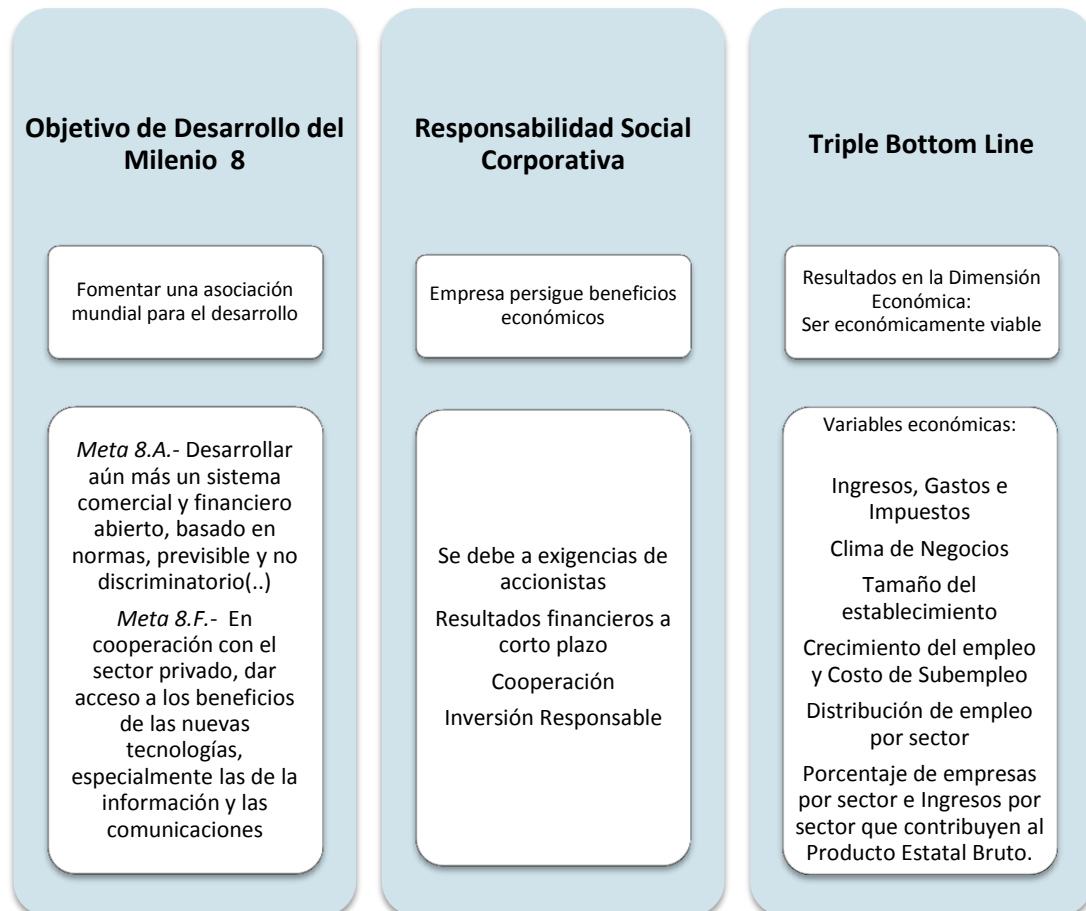 Objetivo de Desarrollo del
Milenio 8
Fomentar una asociación
mundial para el desarrollo
Meta 8.A.- Desarrollar
aún más un sistema
comercial y financiero
abierto, basado en
normas, previsible y no
discriminatorio(..)
Meta 8.F.- En
cooperación con el
sector privado, dar
acceso a los beneficios
de las nuevas
tecnologías,
especialmente las de la
información y las
comunicaciones
Responsabilidad Social
Corporativa
Empresa persigue beneficios
económicos
Se debe a exigencias de
accionistas
Resultados financieros a
corto plazo
Cooperación
Inversión Responsable
Triple Bottom Line
Resultados en la Dimensión
Económica:
Ser económicamente viable
Variables económicas:
Ingresos, Gastos e
Impuestos
Clima de Negocios
Tamaño del
establecimiento
Crecimiento del empleo
y Costo de Subempleo
Distribución de empleo
por sector
Porcentaje de empresas
por sector e Ingresos por
sector que contribuyen al
Producto Estatal Bruto.